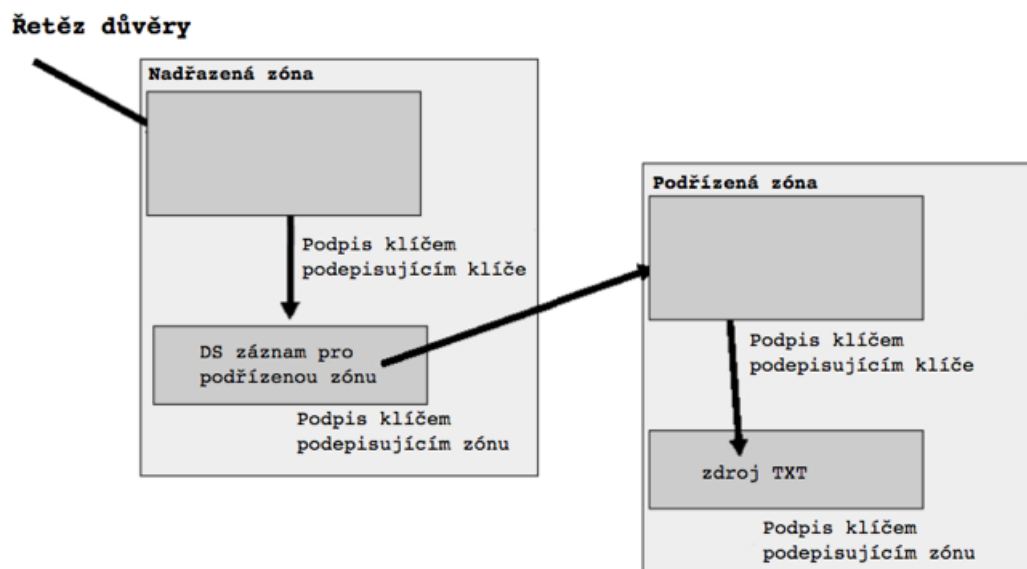 Řetěz důvěry
Nadřazená zóna
Podpis klíčem
podepisujícím klíče
DS záznam pro
podřízenou zónu
Podpis klíčem
podepisujícím zónu
Podřízená zóna
Podpis klíčem
podepisujícím klíče
zdroj TXT
Podpis klíčem
podepisujícím zónu